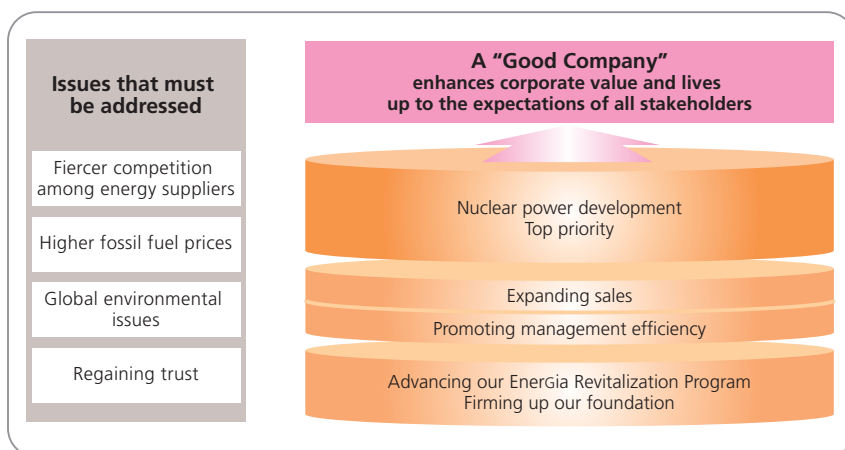 Issues that must
be addressed
Fiercer competition
among energy suppliers
Higher fossil fuel prices
Global environmental
issues
Regaining trust
A “Good Company”
enhances corporate value and lives
up to the expectations of all stakeholders
Nuclear power development
Top priority
Expanding sales
Promoting management efficiency
Advancing our EnerGia Revitalization Program
Firming up our foundation